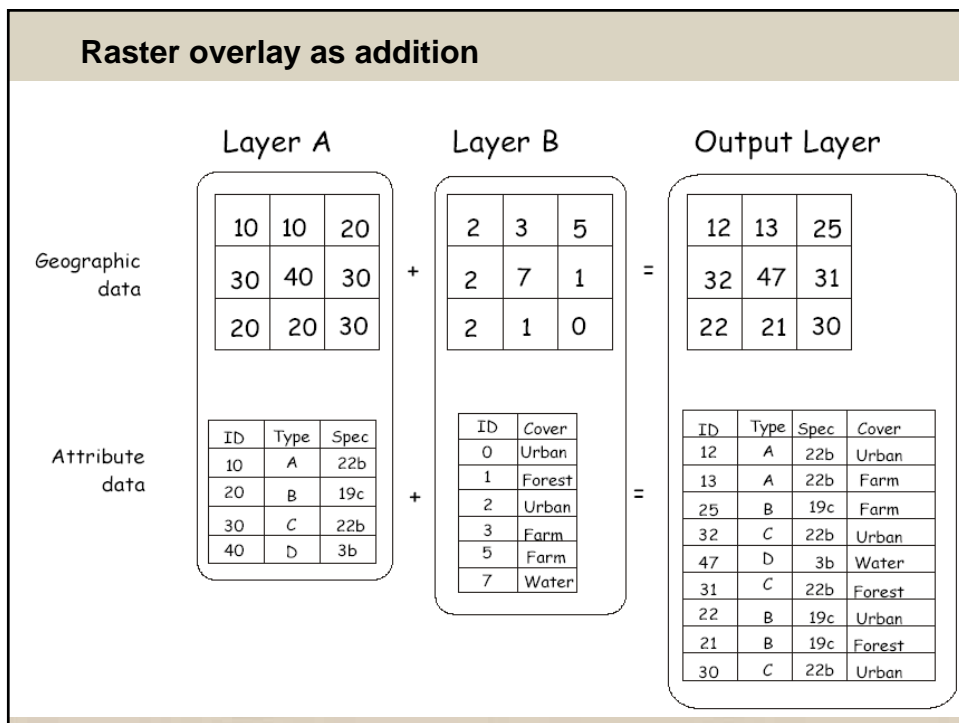 Raster overlay as addition
Layer A Layer B Output Layer
Geographic data
10 10 20
30 40 30
20 20 30
+
2 3 5
2 7 1
2 1 0
=
12 13 25
32 47 31
22 21 30
Attribute data
ID Type Spec
10 A 22b
20 B 19c
30 C 22b
40 D 3b
+
ID Cover
0 Urban
1 Forest
2 Urban
3 Farm
5 Farm
7 Water
=
ID Type Spec Cover
12 A 22b Urban
13 A 22b Farm
25 B 19c Farm
32 C 22b Urban
47 D 3b Water
31 C 22b Forest
22 B 19c Urban
21 B 19c Forest
30 C 22b Urban